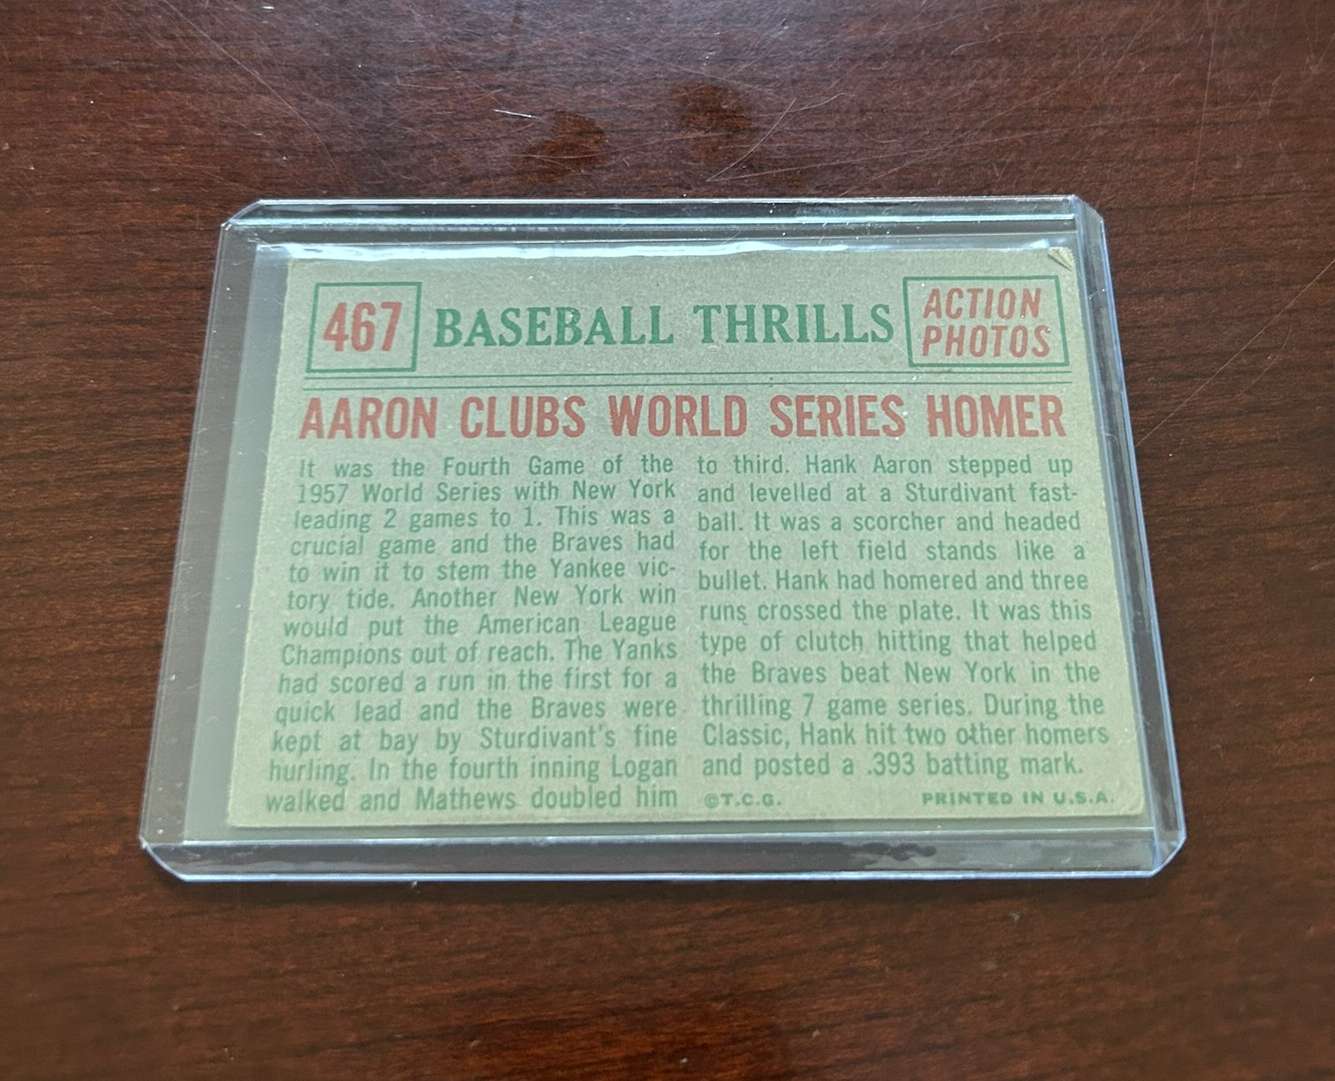 467
BASEBALL THRILLS
ACTION
PHOTOS
AARON CLUBS WORLD SERIES HOMER
It was the Fourth Game of the
1957 World Series with New York
leading 2 games to 1. This was a
crucial game and the Braves had
to win it to stem the Yankee vic-
tory tide. Another New York win
would put the American League
Champions out of reach. The Yanks
had scored a run in the first for a
quick lead and the Braves were
kept at bay by Sturdivant's fine
hurling. In the fourth inning Logan
walked and Mathews doubled him
to third. Hank Aaron stepped up
and levelled at a Sturdivant fast-
ball. It was a scorcher and headed
for the left field stands like a
bullet. Hank had homered and three
runs crossed the plate. It was this
type of clutch hitting that helped
the Braves beat New York in the
thrilling 7 game series. During the
Classic, Hank hit two other homers
and posted a .393 batting mark.
©T.C.G.
PRINTED IN U.S.A.